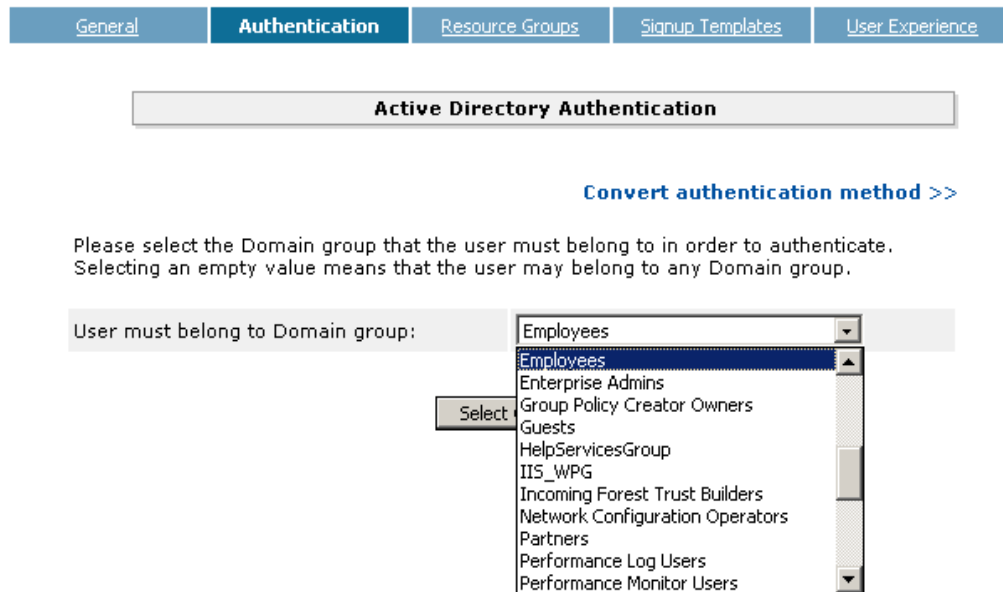 General Authentication Resource Groups Signup Templates User Experience
Active Directory Authentication
Convert authentication method >>
Please select the Domain group that the user must belong to in order to authenticate.
Selecting an empty value means that the user may belong to any Domain group.
User must belong to Domain group: Employees
Employees
Enterprise Admins
Select
Group Policy Creator Owners
Guests
HelpServicesGroup
IIS_WPG
Incoming Forest Trust Builders
Network Configuration Operators
Partners
Performance Log Users
Performance Monitor Users